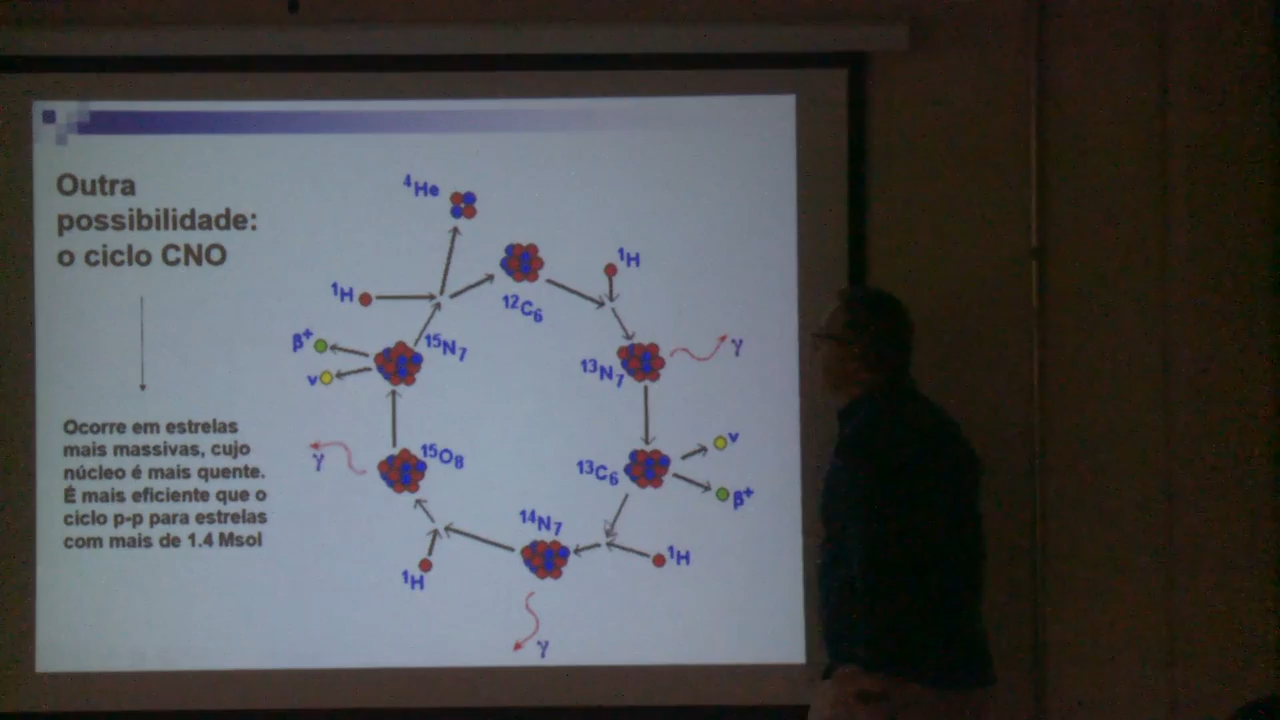 Outra
possibilidade:
o ciclo CNO
Ocorre em estrelas
mais massivas, cujo
núcleo é mais quente.
É mais eficiente que o
ciclo p-p para estrelas
com mais de 1.4 Msol
⁴He
¹H
¹²C₆
¹H
β⁺
ν
¹⁵N₇
¹³N₇
γ
γ
¹⁵O₈
¹³C₆
ν
β⁺
¹⁴N₇
¹H
¹H
γ